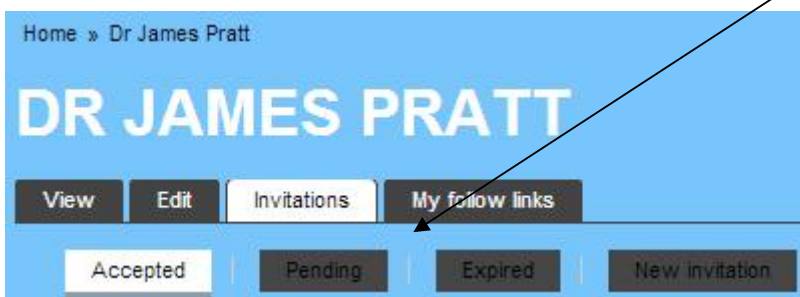 Home » Dr James Pratt
DR JAMES PRATT
View Edit Invitations My follow links
Accepted Pending Expired New invitation